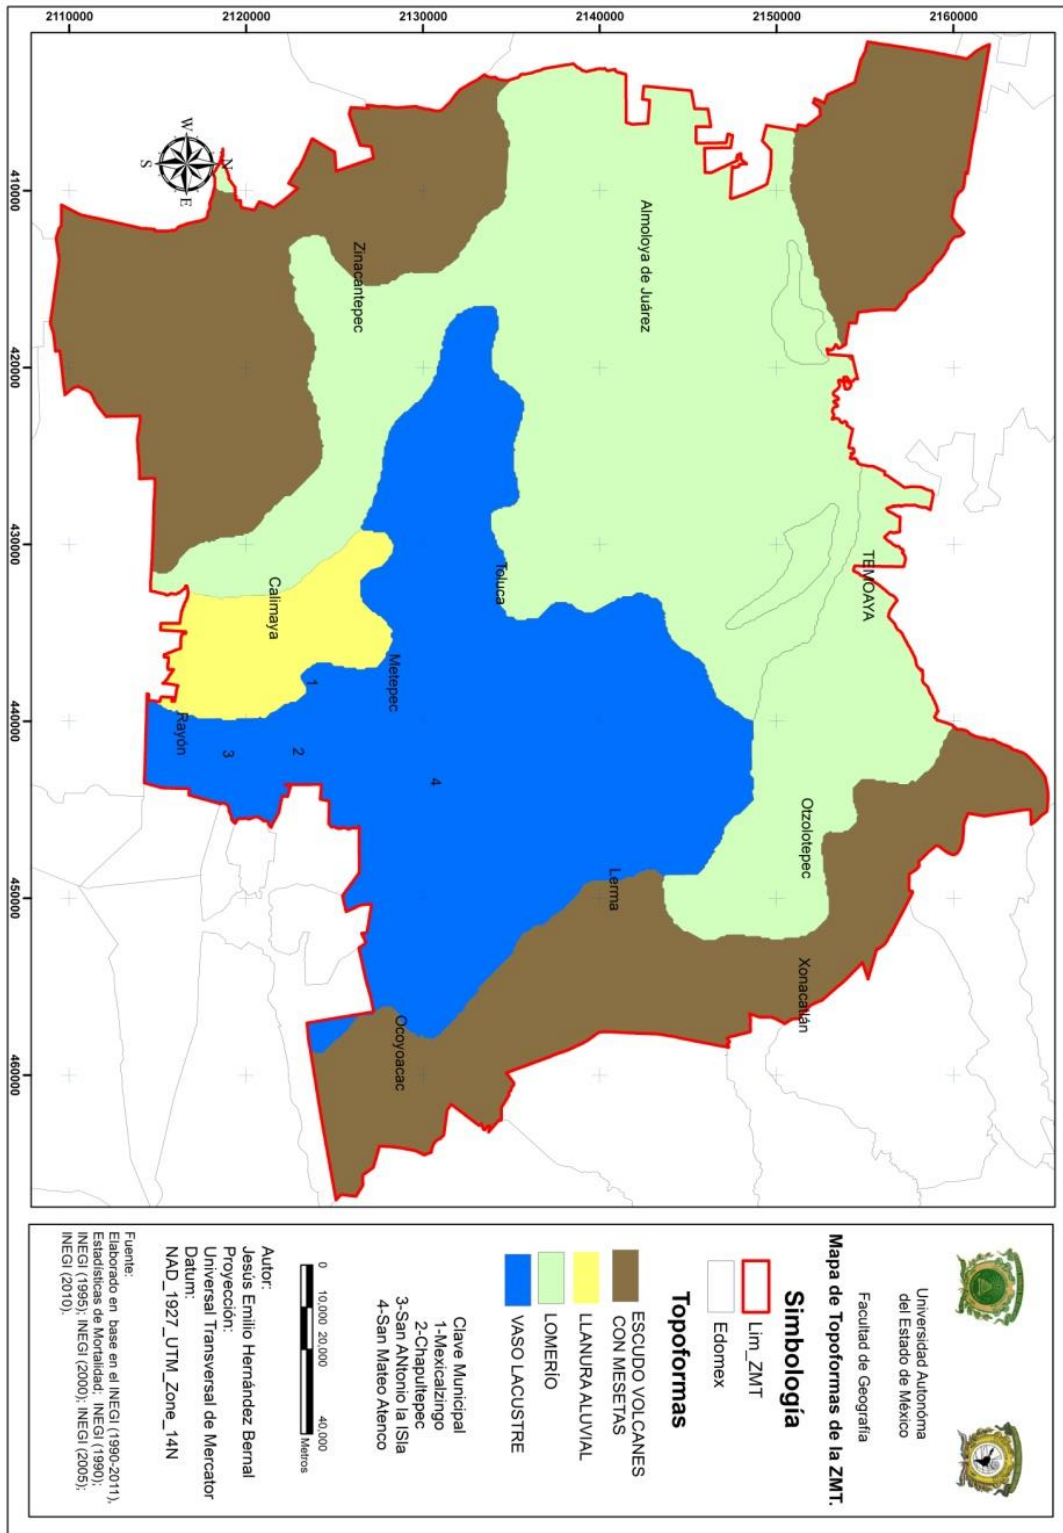 Universidad Autonóma
del Estado de México
Facultad de Geografía
Mapa de Topoformas de la ZMT.
Simbología
Lim_ZMT
Edomex
Topoformas
ESCUDO VOLCANES
CON MESETAS
LLANURA ALUVIAL
LOMERÍO
VASO LACUSTRE
Clave Municipal
1-Mexicalzingo
2-Chapultepec
3-San ANtonio la ISla
4-San Mateo Atenco
0 10,000 20,000 40,000
Metros
Autor:
Jesús Emilio Hernández Bernal
Proyección:
Universal Transversal de Mercator
Datum:
NAD_1927_UTM_Zone_14N
Fuente:
Elaborado en base en el INEGI (1990-2011),
Estadísticas de Mortalidad; INEGI (1990);
INEGI (1995); INEGI (2000); INEGI (2005);
INEGI (2010);
410000
420000
430000
440000
450000
460000
2160000
2150000
2140000
2130000
2120000
2110000
TEMOAYA
Otzolotepec
Xonacatlán
Almoloya de Juárez
Lerma
Toluca
Ocoyoacac
Metepec
Zinacantepec
Calimaya
Rayón
1
2
3
4
N
W
E
S